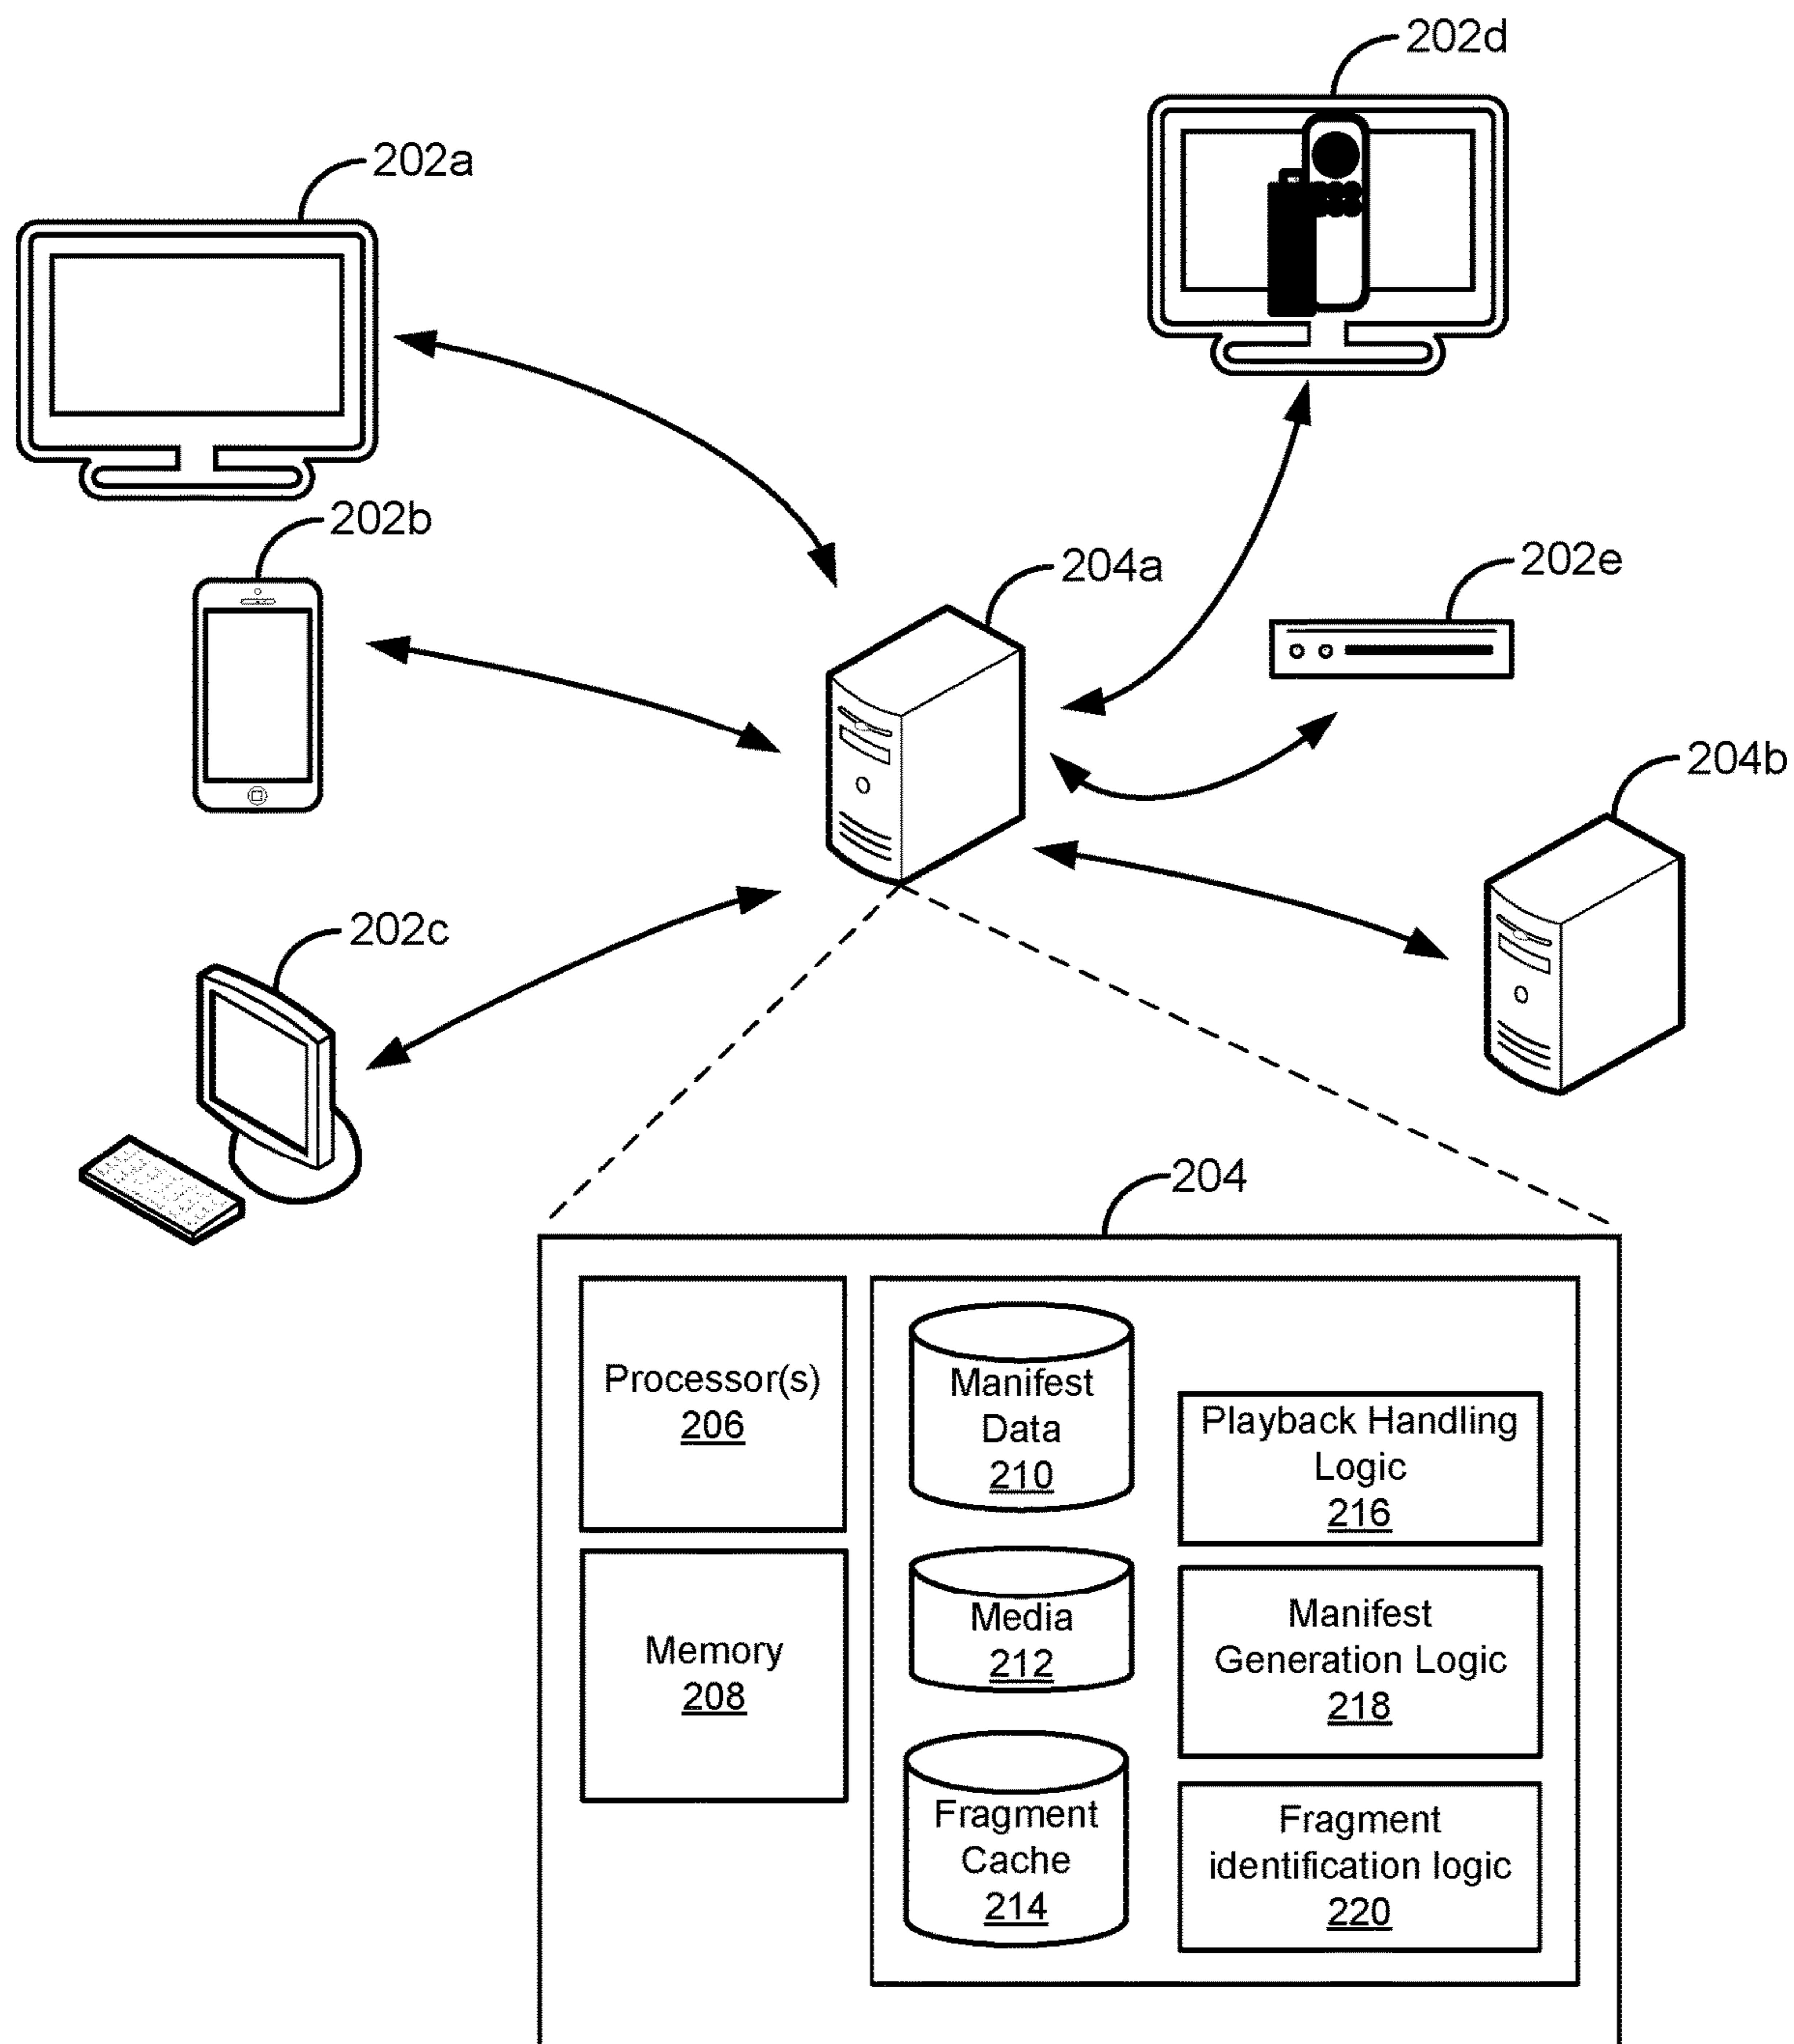 202d
202a
202b
204a
202e
204b
202c
204
Processor(s)
206
Memory
208
Manifest
Data
210
Media
212
Fragment
Cache
214
Playback Handling
Logic
216
Manifest
Generation Logic
218
Fragment
identification logic
220